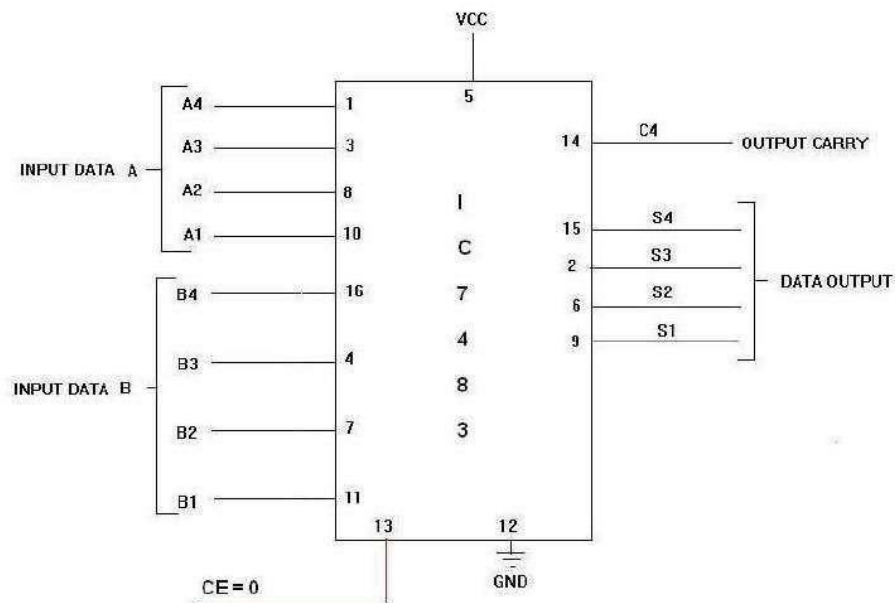 VCC
5
A4 1
A3 3
A2 8
A1 10
INPUT DATA A
B4 16
B3 4
B2 7
B1 11
INPUT DATA B
I
C
7
4
8
3
14 C4 OUTPUT CARRY
15 S4
2 S3
6 S2
9 S1
DATA OUTPUT
13
12
CE = 0
GND